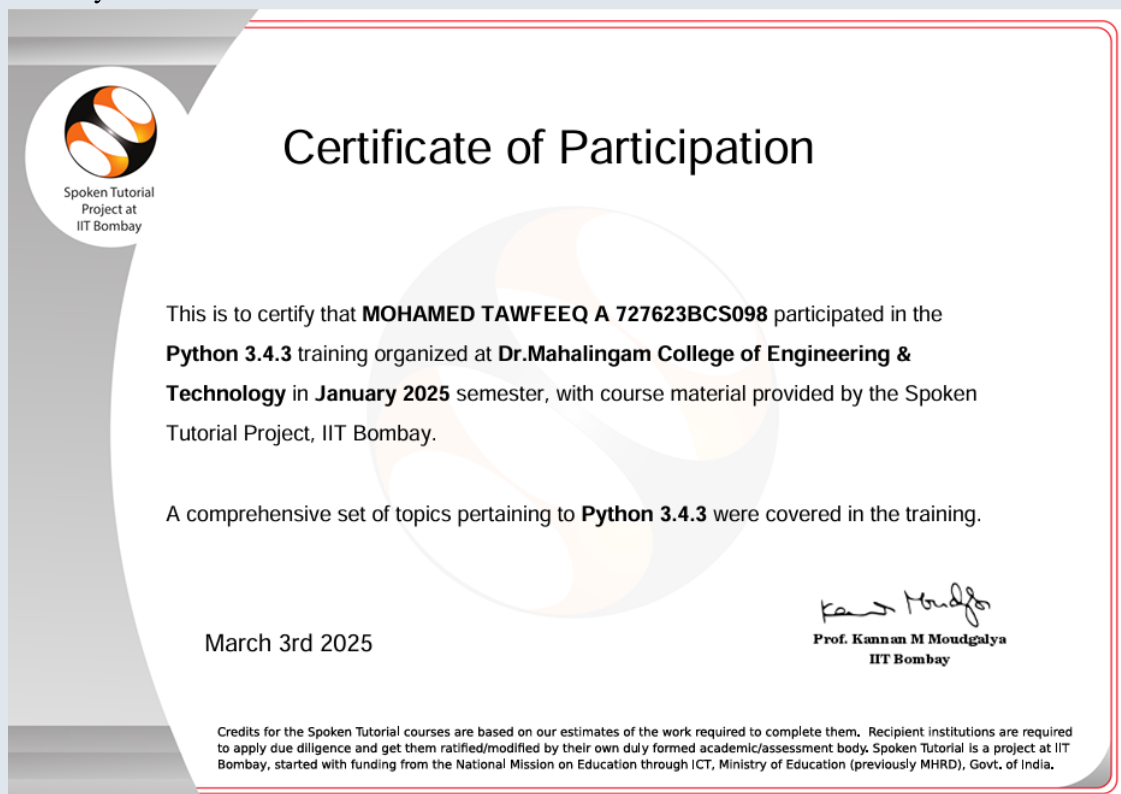 Spoken Tutorial
Project at
IIT Bombay
Certificate of Participation
This is to certify that MOHAMED TAWFEEQ A 727623BCS098 participated in the
Python 3.4.3 training organized at Dr.Mahalingam College of Engineering &
Technology in January 2025 semester, with course material provided by the Spoken
Tutorial Project, IIT Bombay.
A comprehensive set of topics pertaining to Python 3.4.3 were covered in the training.
March 3rd 2025
Prof. Kannan M Moudgalya
IIT Bombay
Credits for the Spoken Tutorial courses are based on our estimates of the work required to complete them. Recipient institutions are required
to apply due diligence and get them ratified/modified by their own duly formed academic/assessment body. Spoken Tutorial is a project at IIT
Bombay, started with funding from the National Mission on Education through ICT, Ministry of Education (previously MHRD), Govt. of India.